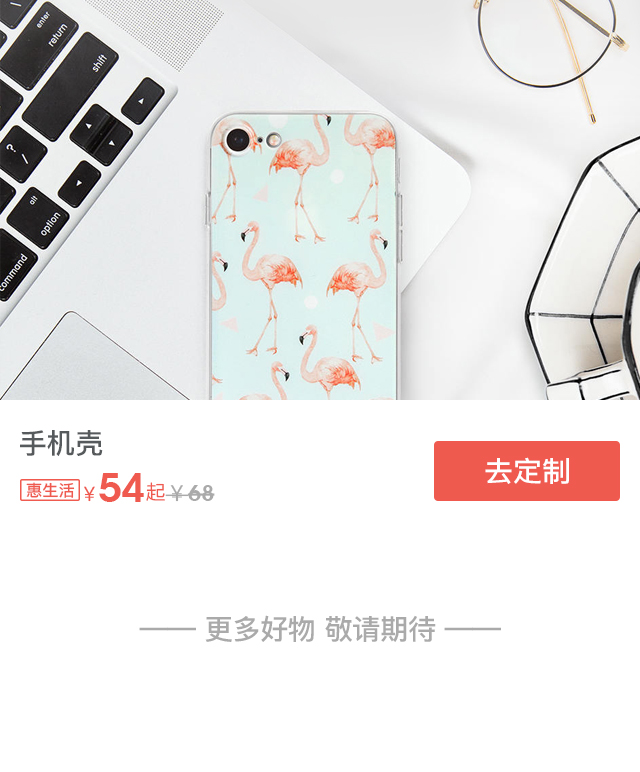 enter
return
shift
?
/
alt
option
command
手机壳
惠生活 ¥54起 ¥68
去定制
更多好物 敬请期待